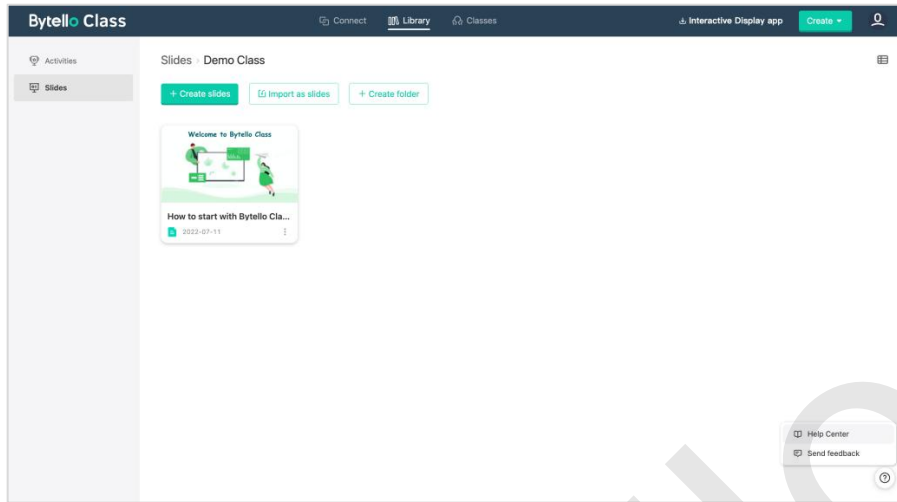 Bytello Class
Connect
Library
Classes
Interactive Display app
Create
Activities
Slides
Slides › Demo Class
+ Create slides
Import as slides
+ Create folder
Welcome to Bytello Class
How to start with Bytello Cla...
2022-07-11
Help Center
Send feedback